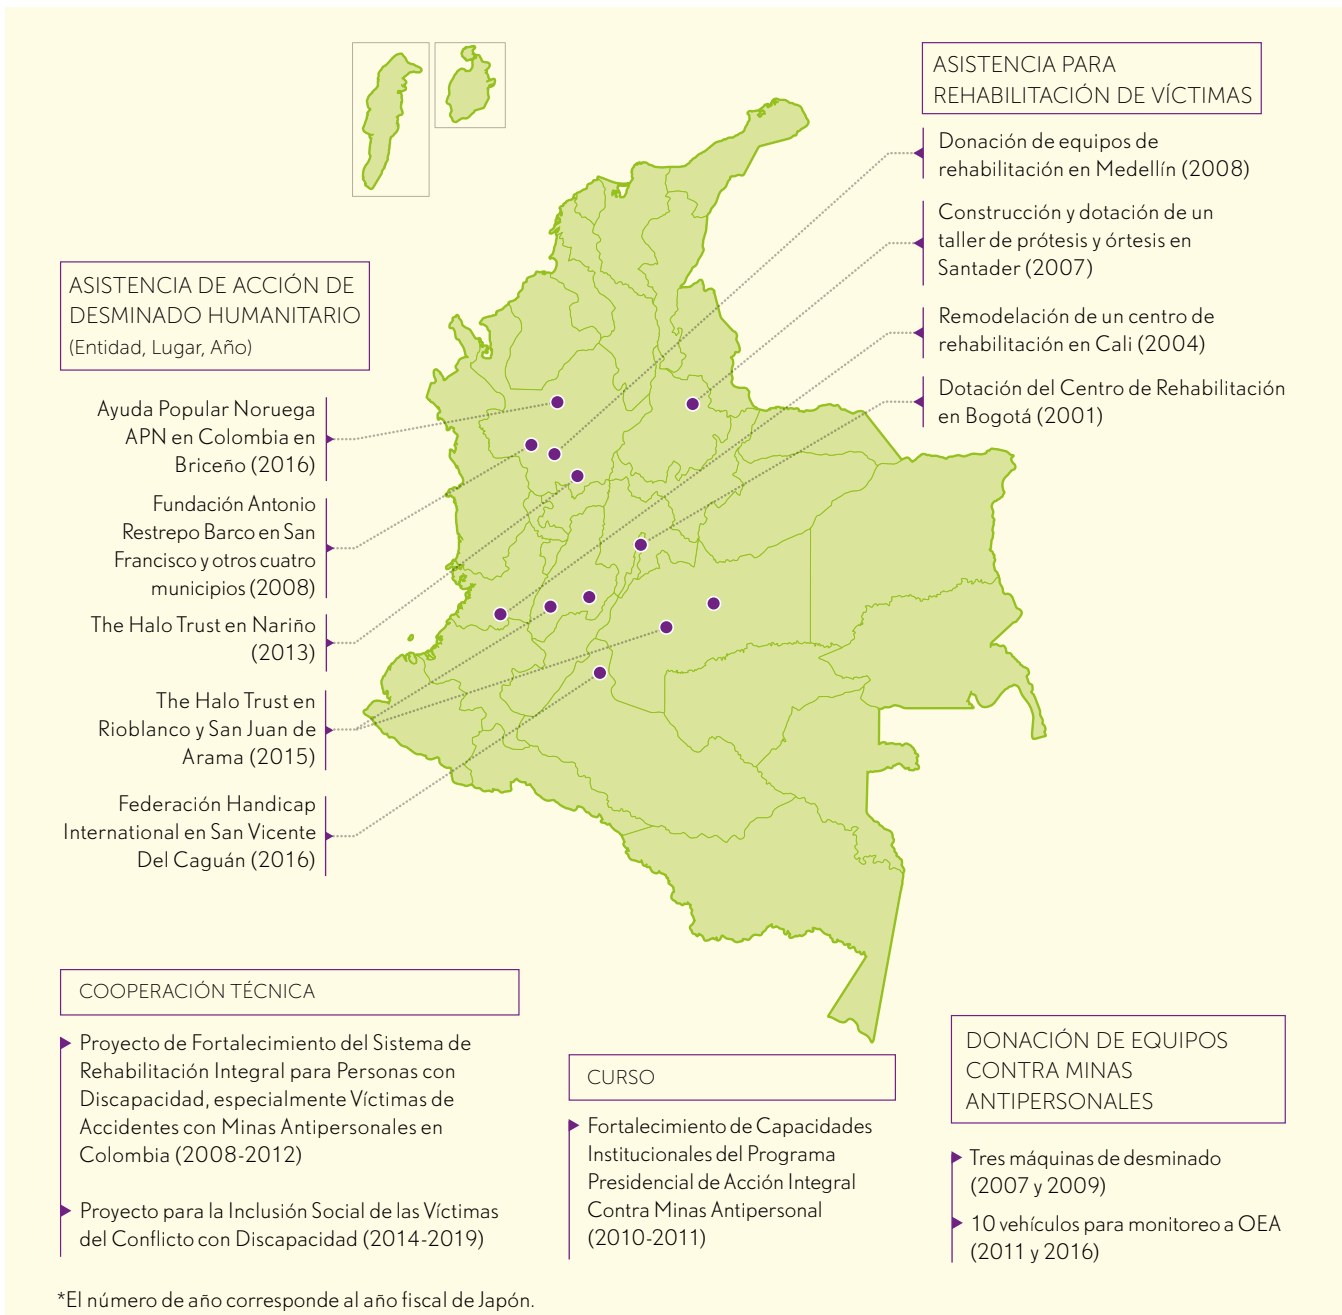 ASISTENCIA PARA
REHABILITACIÓN DE VÍCTIMAS
Donación de equipos de
rehabilitación en Medellín (2008)
Construcción y dotación de un
taller de prótesis y órtesis en
Santader (2007)
Remodelación de un centro de
rehabilitación en Cali (2004)
Dotación del Centro de Rehabilitación
en Bogotá (2001)
ASISTENCIA DE ACCIÓN DE
DESMINADO HUMANITARIO
(Entidad, Lugar, Año)
Ayuda Popular Noruega
APN en Colombia en
Briceño (2016)
Fundación Antonio
Restrepo Barco en San
Francisco y otros cuatro
municipios (2008)
The Halo Trust en Nariño
(2013)
The Halo Trust en
Rioblanco y San Juan de
Arama (2015)
Federación Handicap
International en San Vicente
Del Caguán (2016)
COOPERACIÓN TÉCNICA
Proyecto de Fortalecimiento del Sistema de
Rehabilitación Integral para Personas con
Discapacidad, especialmente Víctimas de
Accidentes con Minas Antipersonales en
Colombia (2008-2012)
Proyecto para la Inclusión Social de las Víctimas
del Conflicto con Discapacidad (2014-2019)
CURSO
Fortalecimiento de Capacidades
Institucionales del Programa
Presidencial de Acción Integral
Contra Minas Antipersonal
(2010-2011)
DONACIÓN DE EQUIPOS
CONTRA MINAS
ANTIPERSONALES
Tres máquinas de desminado
(2007 y 2009)
10 vehículos para monitoreo a OEA
(2011 y 2016)
*El número de año corresponde al año fiscal de Japón.